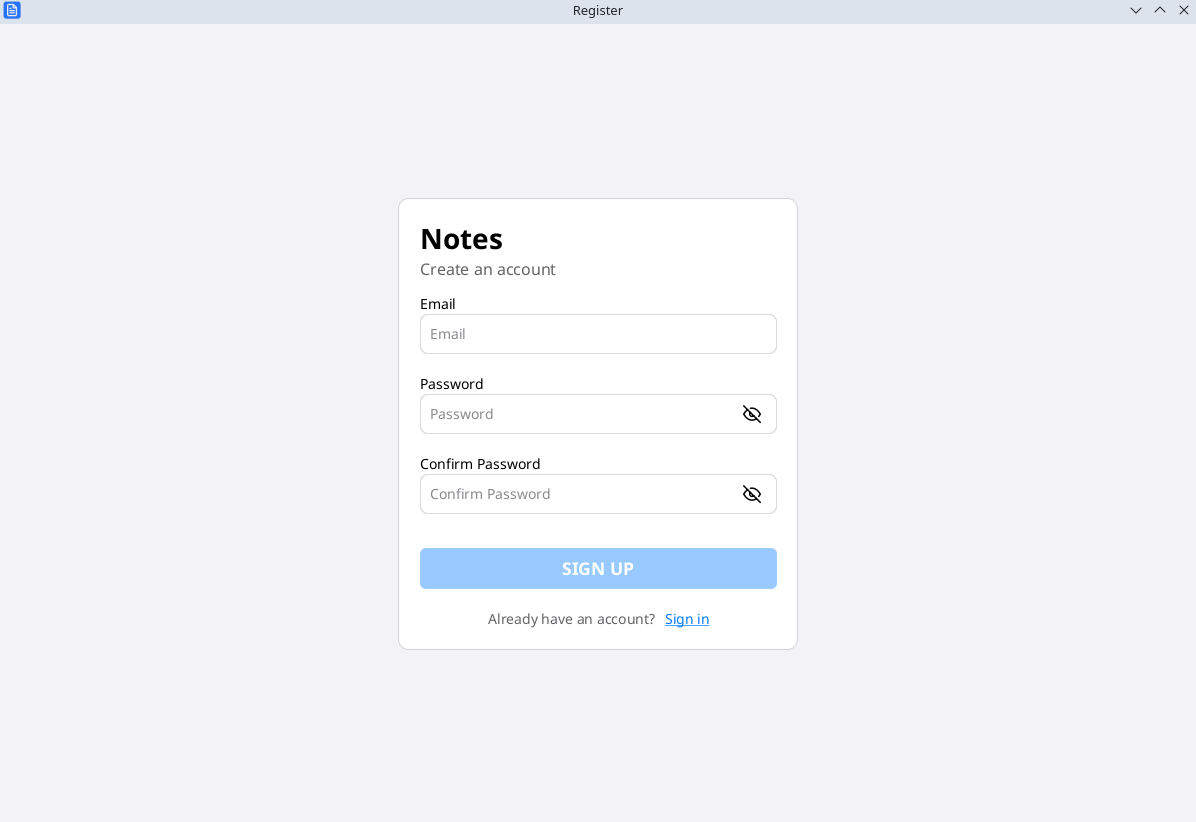 Register
Notes
Create an account
Email
Email
Password
Password
Confirm Password
Confirm Password
SIGN UP
Already have an account? Sign in